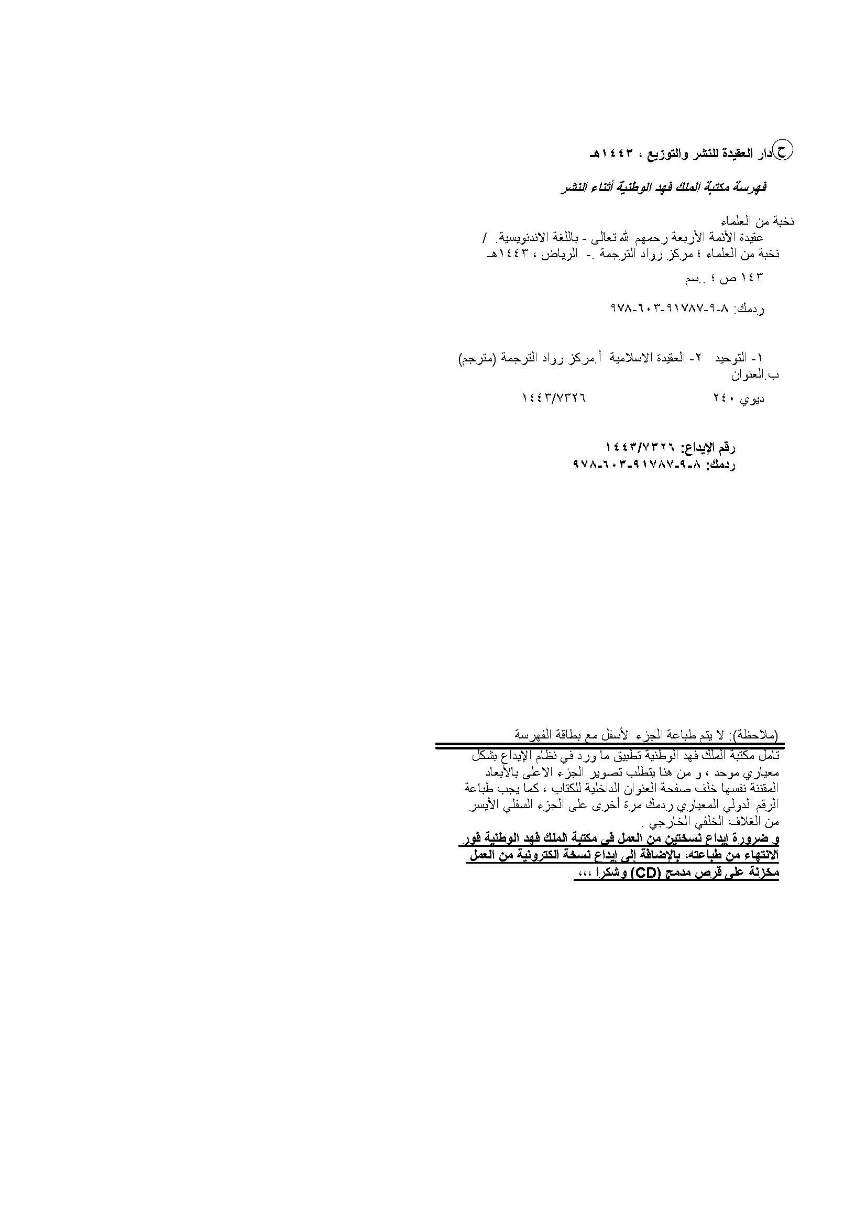 ح دار العقيدة للنشر والتوزيع ، ١٤٤٣هـ
فهرسة مكتبة الملك فهد الوطنية أثناء النشر
نخبة من العلماء
عقيدة الأئمة الأربعة رحمهم الله تعالى - باللغة الاندنويسية. /
نخبة من العلماء ؛ مركز رواد الترجمة .- الرياض ، ١٤٤٣هـ
١٤٣ ص ؛ ..سم
ردمك: ٨-٩-٩١٧٨٧-٦٠٣-٩٧٨
١- التوحيد ٢- العقيدة الاسلامية أ.مركز رواد الترجمة (مترجم)
ب.العنوان
ديوي ٢٤٠ ١٤٤٣/٧٣٢٦
رقم الإيداع: ١٤٤٣/٧٣٢٦
ردمك: ٨-٩-٩١٧٨٧-٦٠٣-٩٧٨
(ملاحظة): لا يتم طباعة الجزء الأسفل مع بطاقة الفهرسة
تأمل مكتبة الملك فهد الوطنية تطبيق ما ورد في نظام الإيداع بشكل
معياري موحد ، و من هنا يتطلب تصوير الجزء الاعلى بالأبعاد
المقننة نفسها خلف صفحة العنوان الداخلية للكتاب ، كما يجب طباعة
الرقم الدولي المعياري ردمك مرة أخرى على الجزء السفلي الأيسر
من الغلاف الخلفي الخارجي .
و ضرورة إيداع نسختين من العمل في مكتبة الملك فهد الوطنية فور
الانتهاء من طباعته، بالإضافة إلى إيداع نسخة الكترونية من العمل
مخزنة على قرص مدمج (CD) وشكرا ،،،